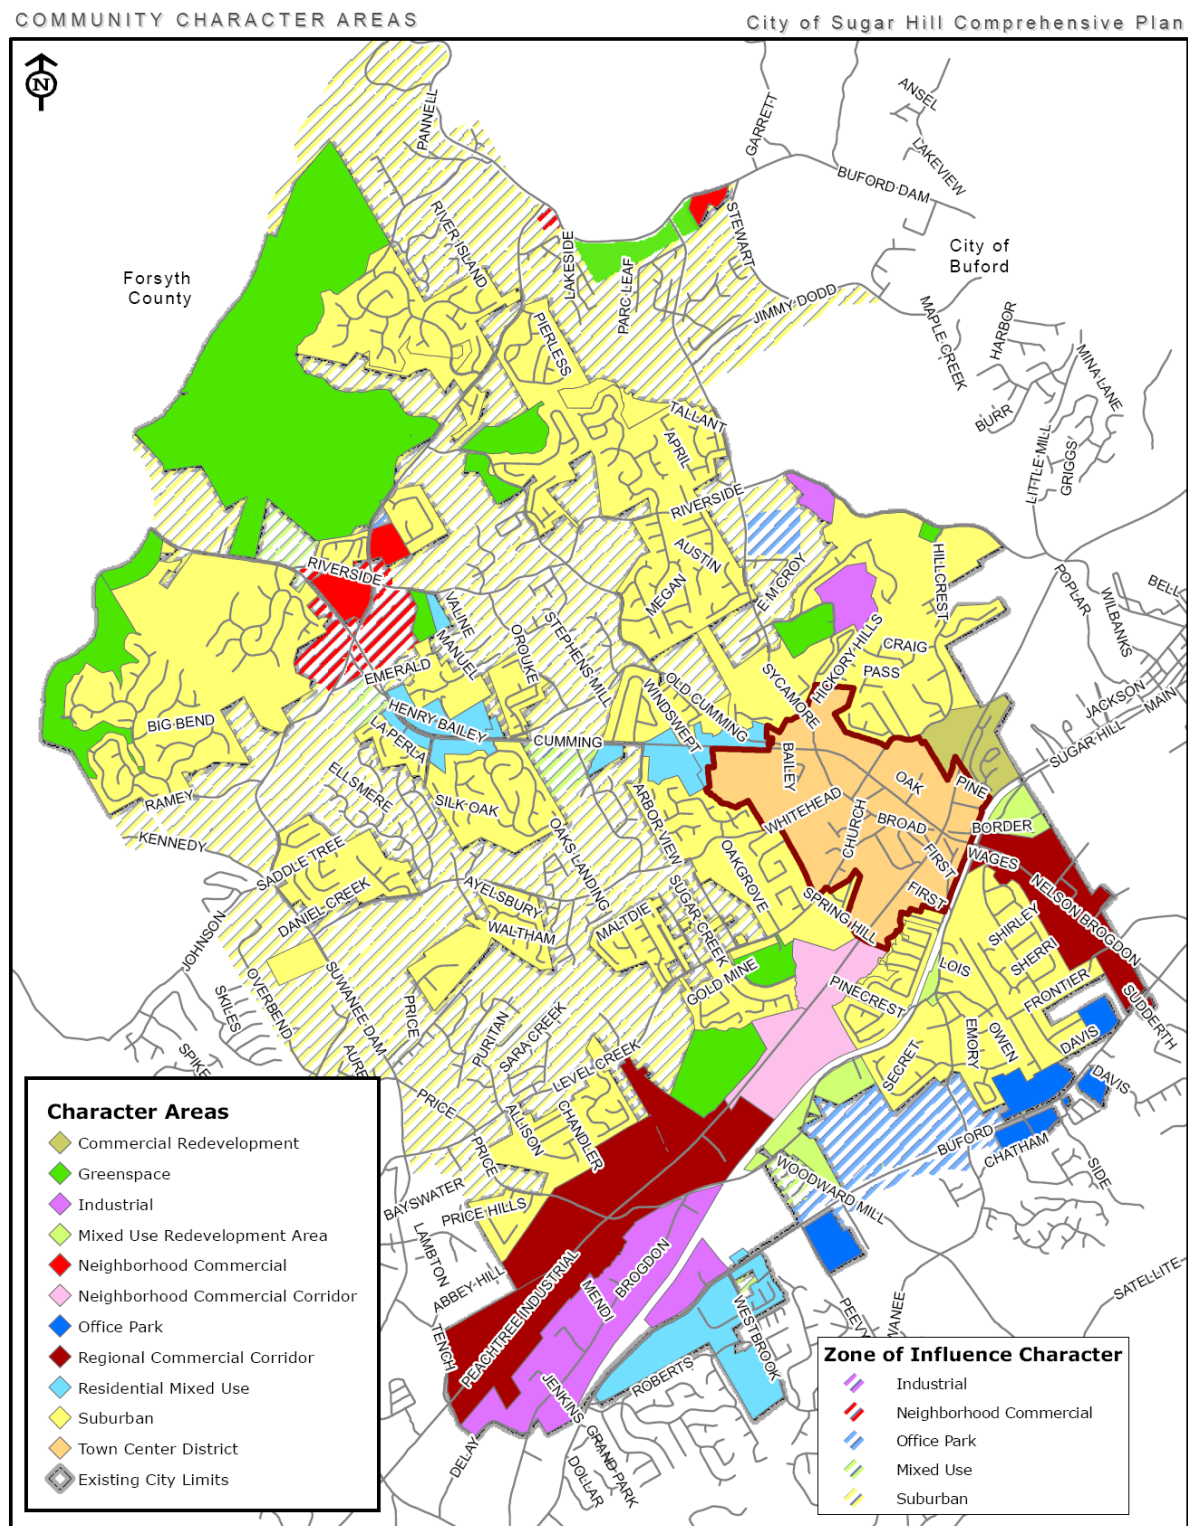 COMMUNITY CHARACTER AREAS
City of Sugar Hill Comprehensive Plan
N
PANNELL
GARRETT
ANSEL
LAKEVIEW
BUFORD DAM
RIVER ISLAND
LAKESIDE
STEWART
City of
Buford
Forsyth
County
PARC LEAF
JIMMY DODD
PIERLESS
MAPLE CREEK
HARBOR
MINA LANE
BURR
TALLANT
APRIL
LITTLE MILL
GRIGGS
RIVERSIDE
AUSTIN
E M CROY
HILLCREST
RIVERSIDE
MEGAN
POPLAR
BELL
WILBANKS
VALINE
MANUEL
OROUKE
STEPHENS MILL
HICKORY HILLS
CRAIG
PASS
EMERALD
SYCAMORE
OLD CUMMING
WINDSWEPT
JACKSON
MAIN
BIG BEND
HENRY BAILEY
LA PERLA
CUMMING
SUGAR HILL
BAILEY
OAK
PINE
ELLSMERE
RAMEY
SILK OAK
ARBOR VIEW
WHITEHEAD
CHURCH
BROAD
BORDER
KENNEDY
SADDLE TREE
OAKS LANDING
OAKGROVE
FIRST
WAGES
DANIEL CREEK
AYELSBURY
SUGAR CREEK
SPRING HILL
FIRST
NELSON BROGDON
MALTDIE
SHIRLEY
WALTHAM
SHERRI
JOHNSON
GOLD MINE
LOIS
FRONTIER
SKILES
OVERBEND
SUWANEE DAM
PRICE
PURITAN
SARA CREEK
PINECREST
SUDDERTH
EMORY
OWEN
DAVIS
SPIKE
LEVEL CREEK
SECRET
DAVIS
PRICE
ALLISON
CHANDLER
PRICE
BUFORD
CHATHAM
SIDE
BAYSWATER
PRICE HILLS
WOODWARD MILL
LAMBTON
ABBEY HILL
BROGDON
MENDI
SATELLITE
TENCH
PEACHTREE INDUSTRIAL
WESTBROOK
ROBERTS
JENKINS
GRAND PARK
DELAY
DOLLAR
Character Areas
Commercial Redevelopment
Greenspace
Industrial
Mixed Use Redevelopment Area
Neighborhood Commercial
Neighborhood Commercial Corridor
Office Park
Regional Commercial Corridor
Residential Mixed Use
Suburban
Town Center District
Existing City Limits
Zone of Influence Character
Industrial
Neighborhood Commercial
Office Park
Mixed Use
Suburban